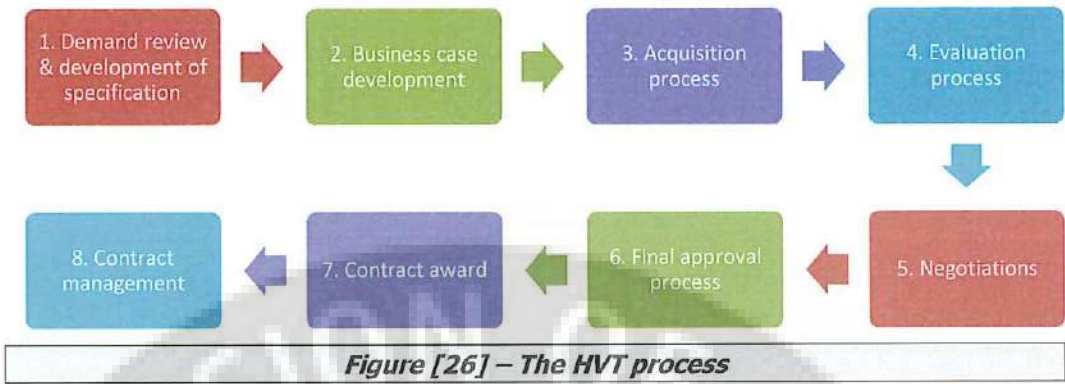 1. Demand review
& development of
specification
2. Business case
development
3. Acquisition
process
4. Evaluation
process
5. Negotiations
6. Final approval
process
7. Contract award
8. Contract
management
Figure [26] – The HVT process